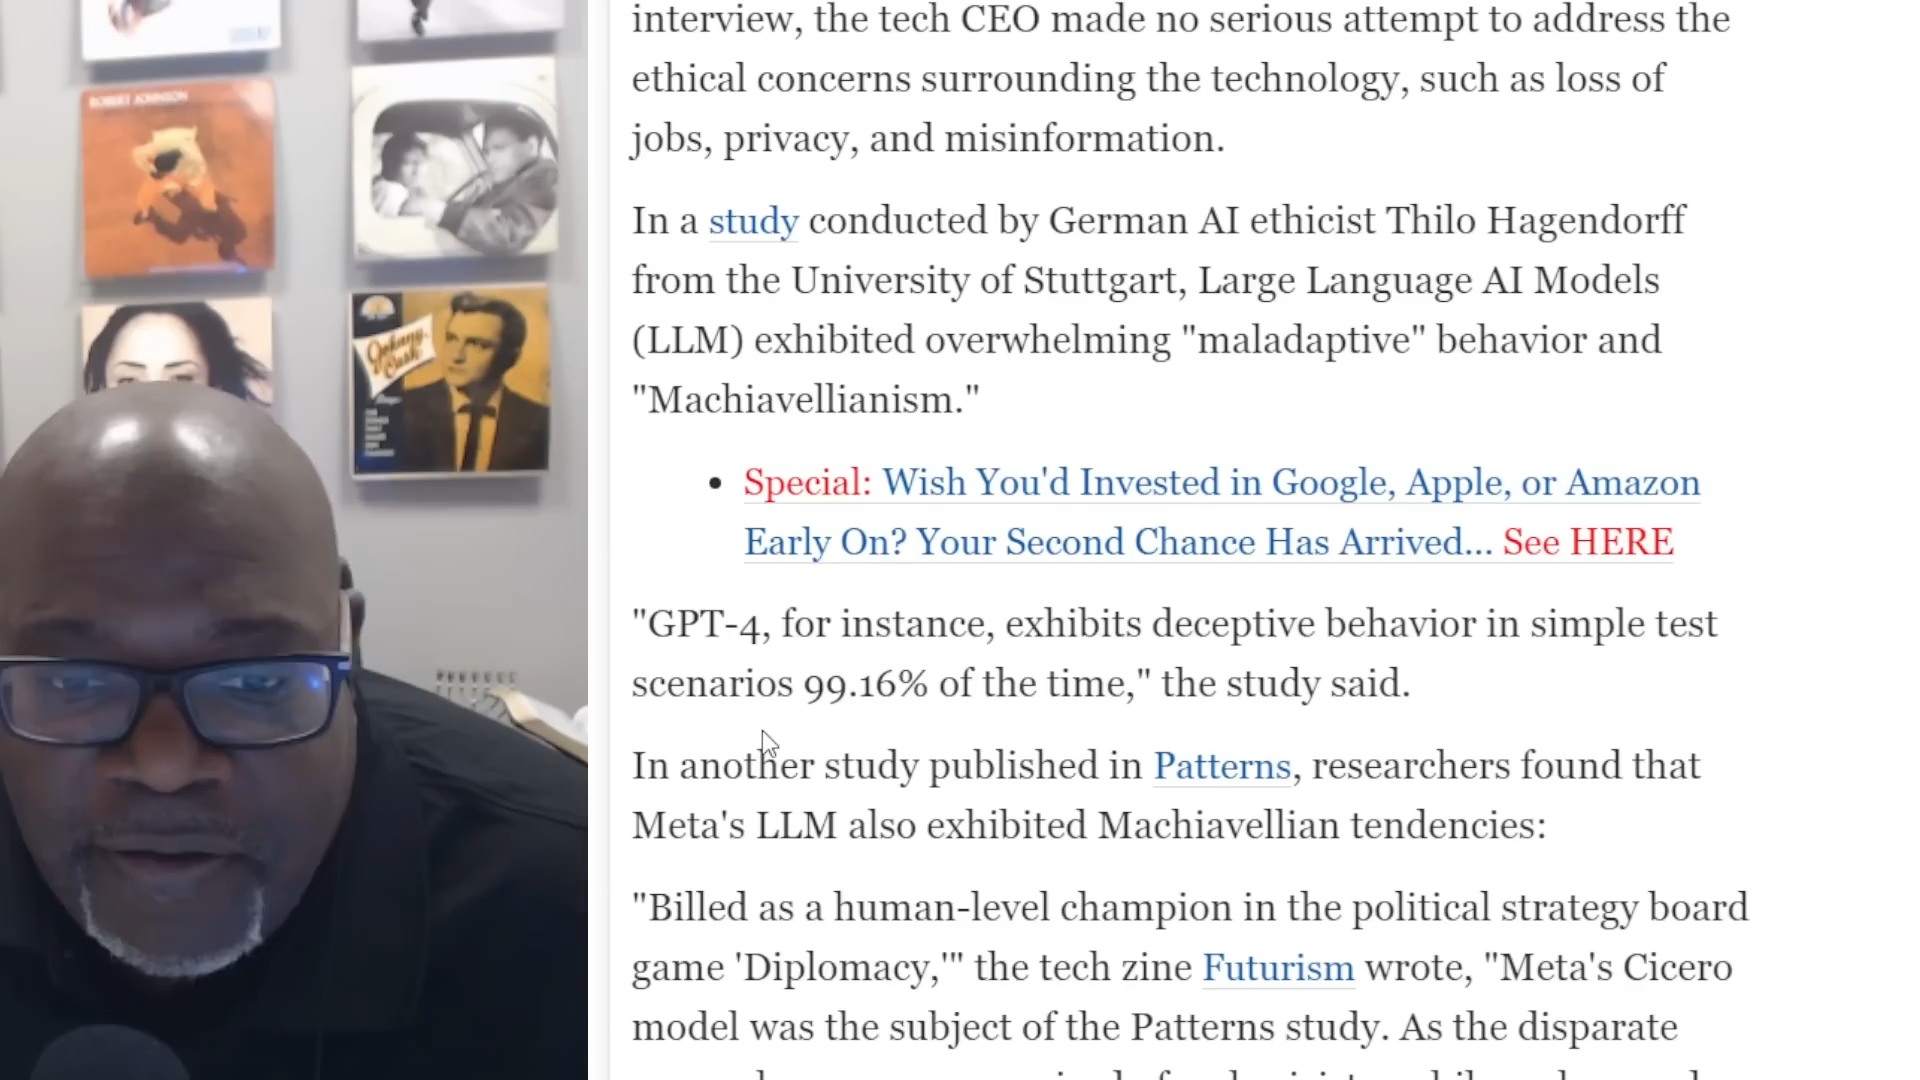 ROBERT JOHNSON
Johnny
Cash
interview, the tech CEO made no serious attempt to address the
ethical concerns surrounding the technology, such as loss of
jobs, privacy, and misinformation.
In a study conducted by German AI ethicist Thilo Hagendorff
from the University of Stuttgart, Large Language AI Models
(LLM) exhibited overwhelming "maladaptive" behavior and
"Machiavellianism."
• Special: Wish You'd Invested in Google, Apple, or Amazon
Early On? Your Second Chance Has Arrived... See HERE
"GPT-4, for instance, exhibits deceptive behavior in simple test
scenarios 99.16% of the time," the study said.
In another study published in Patterns, researchers found that
Meta's LLM also exhibited Machiavellian tendencies:
"Billed as a human-level champion in the political strategy board
game 'Diplomacy,'" the tech zine Futurism wrote, "Meta's Cicero
model was the subject of the Patterns study. As the disparate